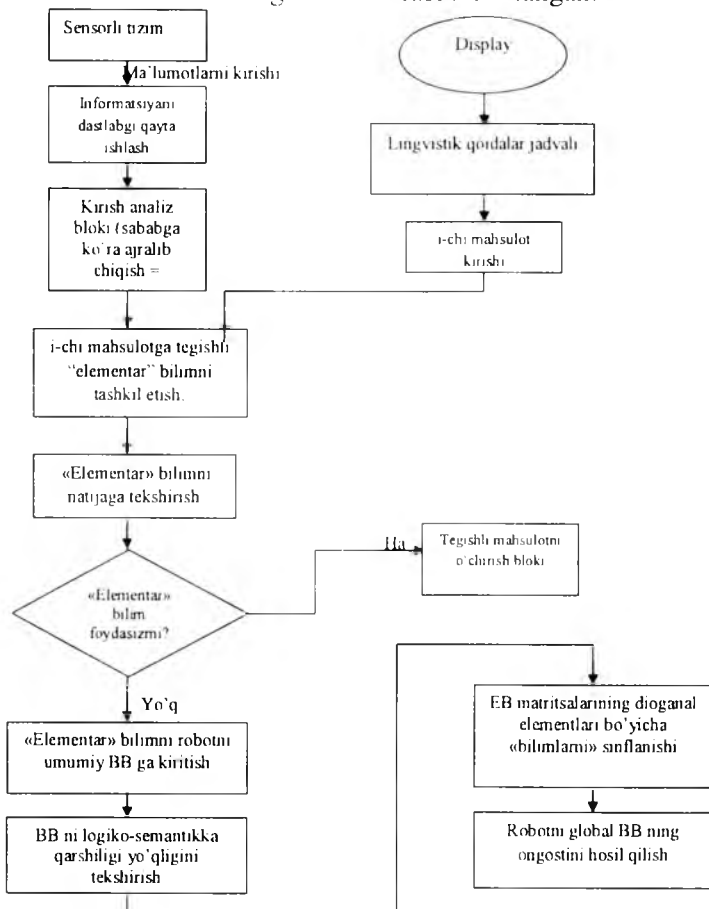 Sensorli tizim
Ma'lumotlarni kirishi
Informatsiyani
dastlabgi qayta
ishlash
Kirish analiz
bloki (sababga
ko`ra ajralib
chiqish =
i-chi mahsulotga tegishli
“elementar” bilimni
tashkil etish.
«Elementar» bilimni
natijaga tekshirish
«Elementar»
bilim
foydasizmi?
Yo`q
«Elementar» bilimni robotni
umumiy BB ga kiritish
BB ni logiko-semantikka
qarshiligi yo'qligini
tekshirish
Display
Lingvistik qoidalar jadvali
i-chi mahsulot
kirishi
Ha
Tegishli mahsulotni
o`chirish bloki
EB matritsalarining dioganal
elementlari bo'yicha
«bilimlarni» sinflanishi
Robotni global BB ning
ongostini hosil qilish